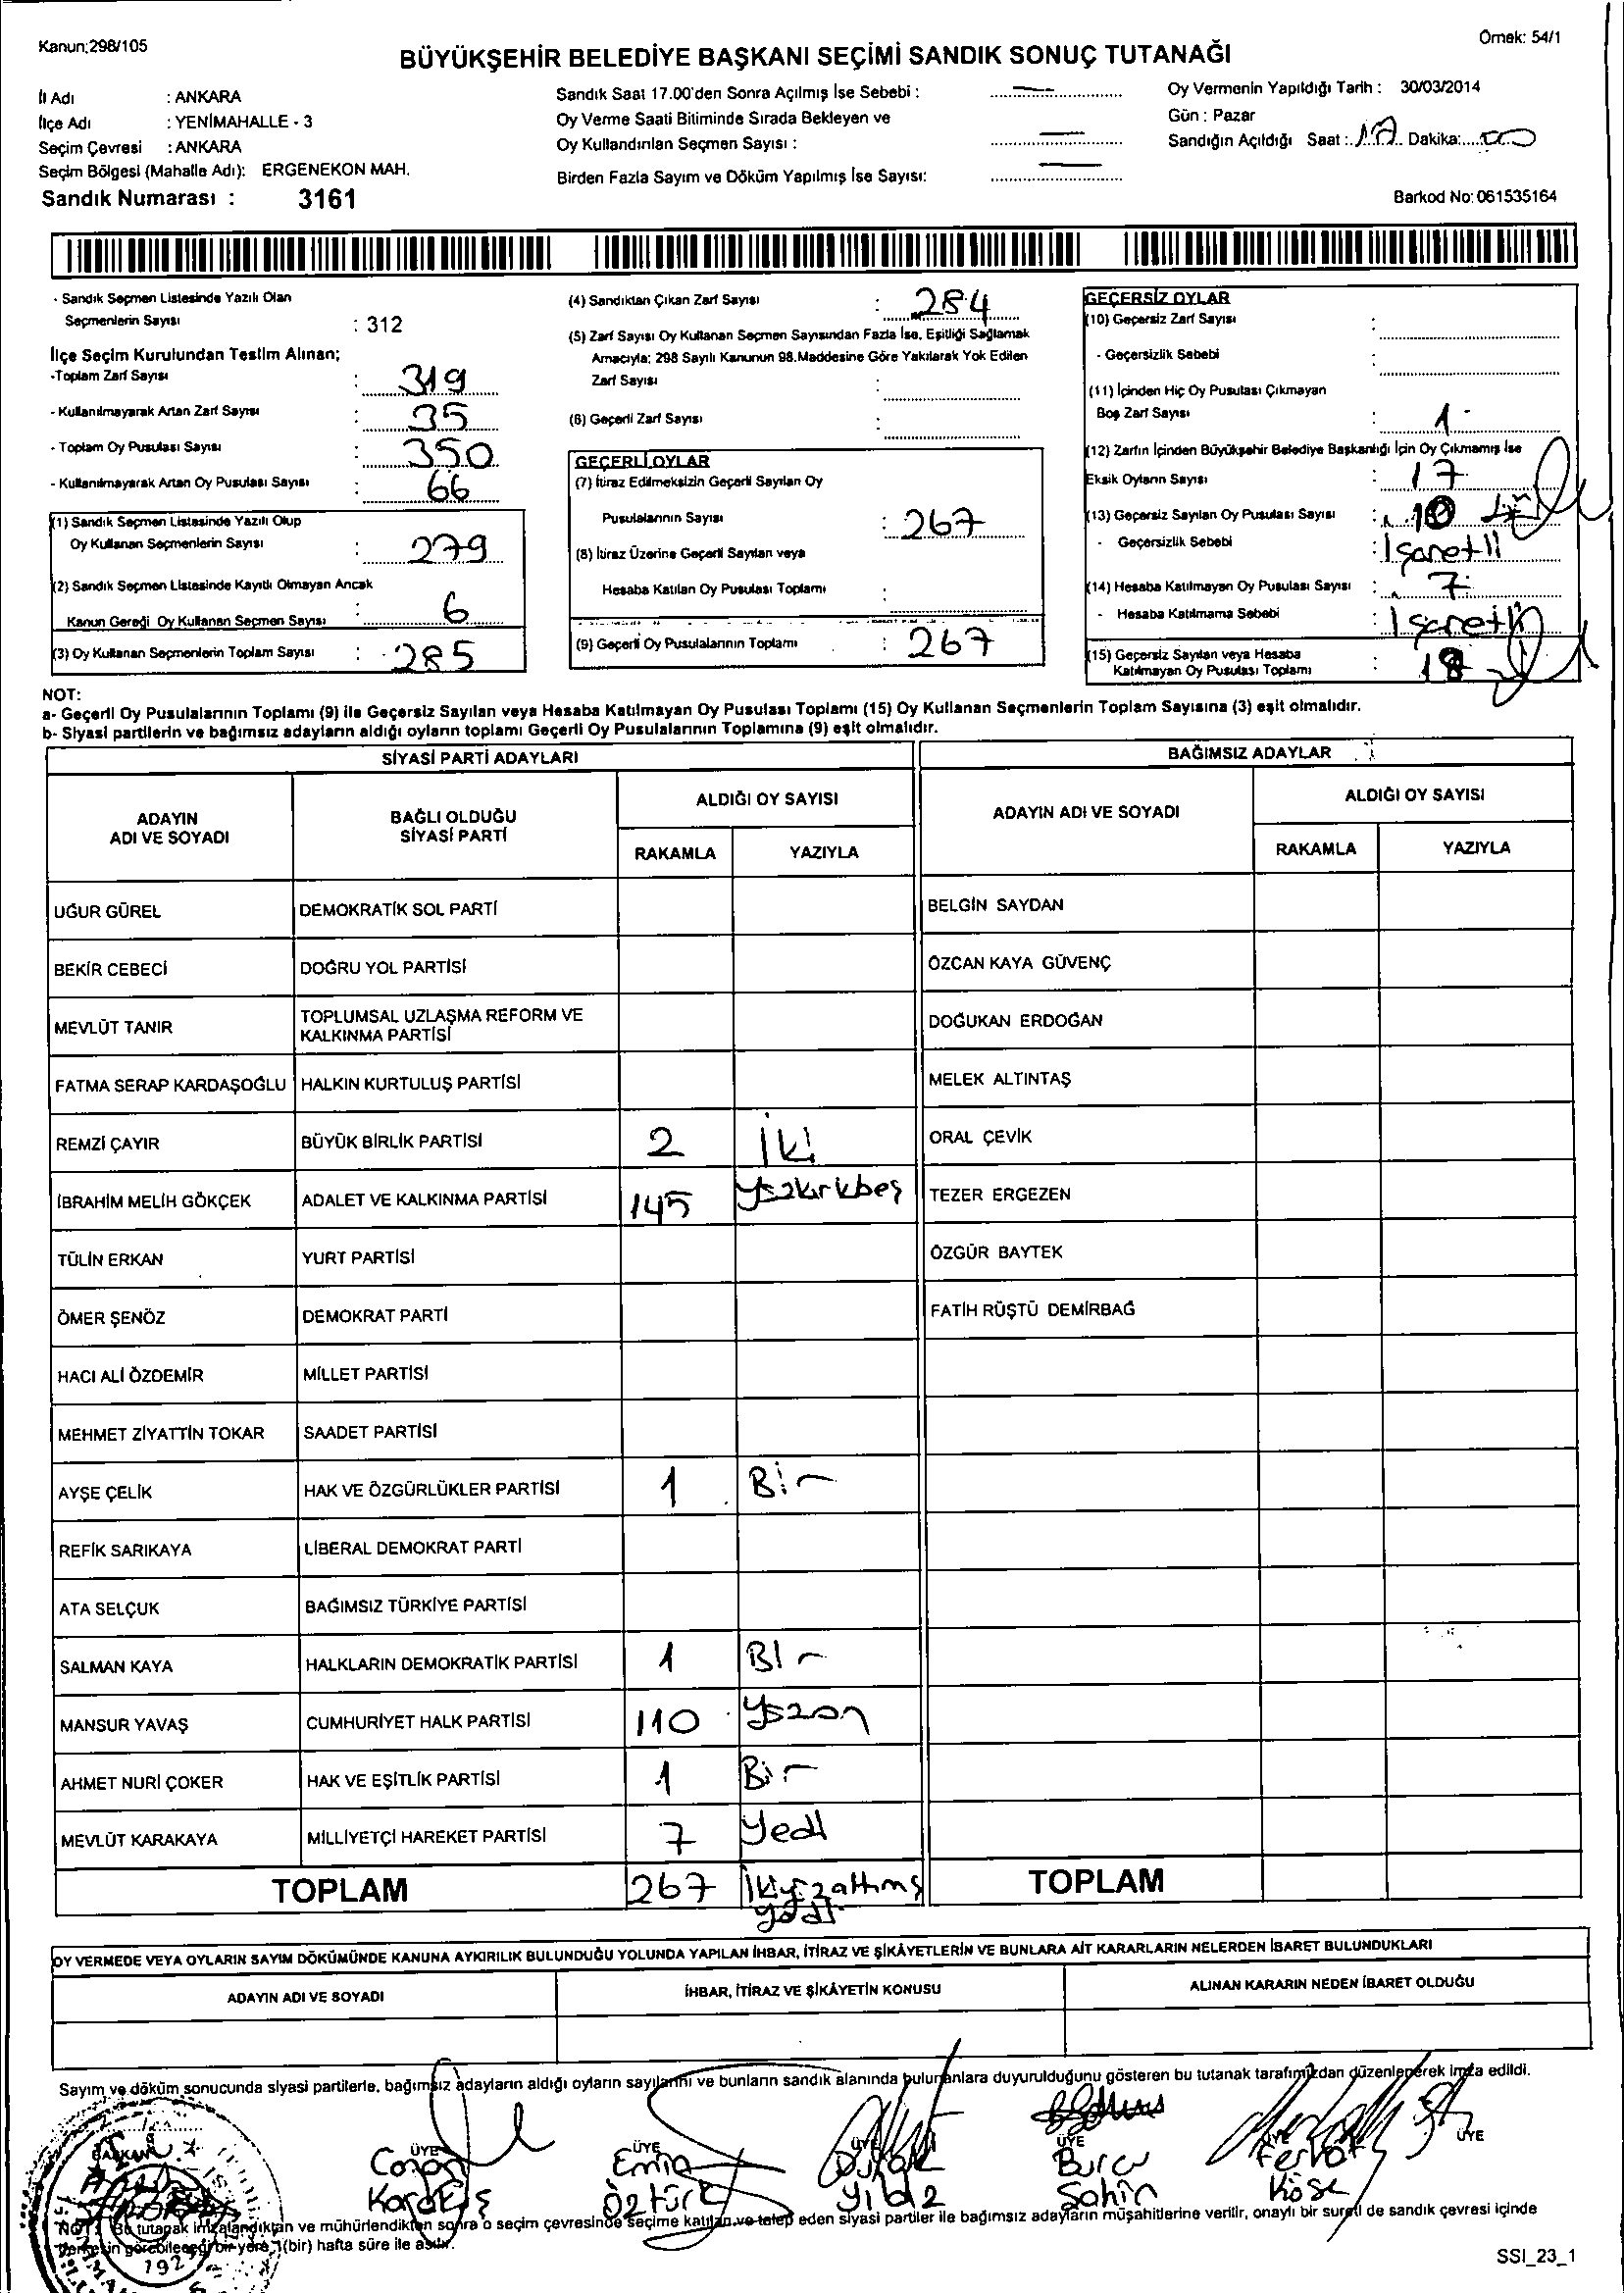 Kanun:298/105
BÜYÜKŞEHİR BELEDİYE BAŞKANI SEÇİMİ SANDIK SONUÇ TUTANAĞI
Örnek: 54/1
İl Adı : ANKARA
İlçe Adı : YENİMAHALLE - 3
Seçim Çevresi : ANKARA
Seçim Bölgesi (Mahalle Adı): ERGENEKON MAH.
Sandık Numarası : 3161
Sandık Saat 17.00'den Sonra Açılmış İse Sebebi : —
Oy Verme Saati Bitiminde Sırada Bekleyen ve
Oy Kullandırılan Seçmen Sayısı : —
Birden Fazla Sayım ve Döküm Yapılmış İse Sayısı: —
Oy Vermenin Yapıldığı Tarih : 30/03/2014
Gün : Pazar
Sandığın Açıldığı Saat : 17 Dakika: 00
Barkod No: 061535164
- Sandık Seçmen Listesinde Yazılı Olan
Seçmenlerin Sayısı : 312
İlçe Seçim Kurulundan Teslim Alınan;
-Toplam Zarf Sayısı : 319
- Kullanılmayarak Artan Zarf Sayısı : 35
- Toplam Oy Pusulası Sayısı : 350
- Kullanılmayarak Artan Oy Pusulası Sayısı : 66
(1) Sandık Seçmen Listesinde Yazılı Olup
Oy Kullanan Seçmenlerin Sayısı : 279
(2) Sandık Seçmen Listesinde Kayıtlı Olmayan Ancak
Kanun Gereği Oy Kullanan Seçmen Sayısı : 6
(3) Oy Kullanan Seçmenlerin Toplam Sayısı : 285
(4) Sandıktan Çıkan Zarf Sayısı : 284
(5) Zarf Sayısı Oy Kullanan Seçmen Sayısından Fazla İse, Eşitliği Sağlamak
Amacıyla; 298 Sayılı Kanunun 98.Maddesine Göre Yakılarak Yok Edilen
Zarf Sayısı :
(6) Geçerli Zarf Sayısı :
GEÇERLİ OYLAR
(7) İtiraz Edilmeksizin Geçerli Sayılan Oy
Pusulalarının Sayısı : 267
(8) İtiraz Üzerine Geçerli Sayılan veya
Hesaba Katılan Oy Pusulası Toplamı :
(9) Geçerli Oy Pusulalarının Toplamı : 267
GEÇERSİZ OYLAR
(10) Geçersiz Zarf Sayısı :
- Geçersizlik Sebebi
(11) İçinden Hiç Oy Pusulası Çıkmayan
Boş Zarf Sayısı : 1
(12) Zarfın İçinden Büyükşehir Belediye Başkanlığı İçin Oy Çıkmamış İse
Eksik Oyların Sayısı : 17
(13) Geçersiz Sayılan Oy Pusulası Sayısı : 10
- Geçersizlik Sebebi : İşaretli
(14) Hesaba Katılmayan Oy Pusulası Sayısı : 7
- Hesaba Katılmama Sebebi : İşaretli
(15) Geçersiz Sayılan veya Hesaba
Katılmayan Oy Pusulası Toplamı : 18
NOT:
a- Geçerli Oy Pusulalarının Toplamı (9) ile Geçersiz Sayılan veya Hesaba Katılmayan Oy Pusulası Toplamı (15) Oy Kullanan Seçmenlerin Toplam Sayısına (3) eşit olmalıdır.
b- Siyasi partilerin ve bağımsız adayların aldığı oyların toplamı Geçerli Oy Pusulalarının Toplamına (9) eşit olmalıdır.
SİYASİ PARTİ ADAYLARI
BAĞIMSIZ ADAYLAR
ADAYIN ADI VE SOYADI
BAĞLI OLDUĞU SİYASİ PARTİ
ALDIĞI OY SAYISI
RAKAMLA YAZIYLA
ADAYIN ADI VE SOYADI
ALDIĞI OY SAYISI
RAKAMLA YAZIYLA
UĞUR GÜREL DEMOKRATİK SOL PARTİ BELGİN SAYDAN
BEKİR CEBECİ DOĞRU YOL PARTİSİ ÖZCAN KAYA GÜVENÇ
MEVLÜT TANIR TOPLUMSAL UZLAŞMA REFORM VE KALKINMA PARTİSİ DOĞUKAN ERDOĞAN
FATMA SERAP KARDAŞOĞLU HALKIN KURTULUŞ PARTİSİ MELEK ALTINTAŞ
REMZİ ÇAYIR BÜYÜK BİRLİK PARTİSİ 2 İki ORAL ÇEVİK
İBRAHİM MELİH GÖKÇEK ADALET VE KALKINMA PARTİSİ 145 yszkırkbeş TEZER ERGEZEN
TÜLİN ERKAN YURT PARTİSİ ÖZGÜR BAYTEK
ÖMER ŞENÖZ DEMOKRAT PARTİ FATİH RÜŞTÜ DEMİRBAĞ
HACI ALİ ÖZDEMİR MİLLET PARTİSİ
MEHMET ZİYATTİN TOKAR SAADET PARTİSİ
AYŞE ÇELİK HAK VE ÖZGÜRLÜKLER PARTİSİ 1 Bir
REFİK SARIKAYA LİBERAL DEMOKRAT PARTİ
ATA SELÇUK BAĞIMSIZ TÜRKİYE PARTİSİ
SALMAN KAYA HALKLARIN DEMOKRATİK PARTİSİ 1 BIr
MANSUR YAVAŞ CUMHURİYET HALK PARTİSİ 110 yszon
AHMET NURİ ÇOKER HAK VE EŞİTLİK PARTİSİ 1 Bir
MEVLÜT KARAKAYA MİLLİYETÇİ HAREKET PARTİSİ 7 Yedi
TOPLAM 267 İkiyüzaltmış yedi TOPLAM
OY VERMEDE VEYA OYLARIN SAYIM DÖKÜMÜNDE KANUNA AYKIRILIK BULUNDUĞU YOLUNDA YAPILAN İHBAR, İTİRAZ VE ŞİKÂYETLERİN VE BUNLARA AİT KARARLARIN NELERDEN İBARET BULUNDUKLARI
ADAYIN ADI VE SOYADI
İHBAR, İTİRAZ VE ŞİKÂYETİN KONUSU
ALINAN KARARIN NEDEN İBARET OLDUĞU
Sayım ve döküm sonucunda siyasi partilerle, bağımsız adayların aldığı oyların sayılarını ve bunların sandık alanında bulunanlara duyurulduğunu gösteren bu tutanak tarafımızdan düzenlenerek imza edildi.
BAŞKAN ÜYE ÜYE ÜYE ÜYE ÜYE ÜYE
Karakeş
Emia Öztürk
Yıldız
Burcu Şahin
Ferhat Köse
NOT: Bu tutanak imzalandıktan ve mühürlendikten sonra o seçim çevresinde seçime katılan ve talep eden siyasi partiler ile bağımsız adayların müşahitlerine verilir, onaylı bir sureti de sandık çevresi içinde
herkesin görebileceği bir yere 1(bir) hafta süre ile asılır.
SSI_23_1